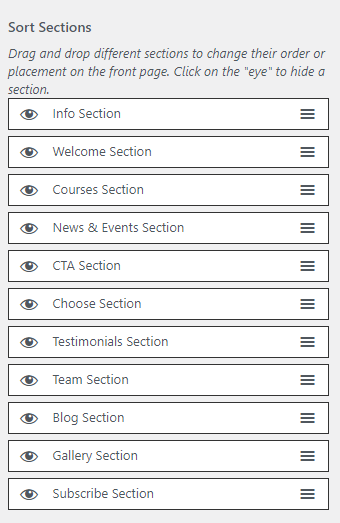 Sort Sections
Drag and drop different sections to change their order or
placement on the front page. Click on the "eye" to hide a
section.
Info Section
Welcome Section
Courses Section
News & Events Section
CTA Section
Choose Section
Testimonials Section
Team Section
Blog Section
Gallery Section
Subscribe Section